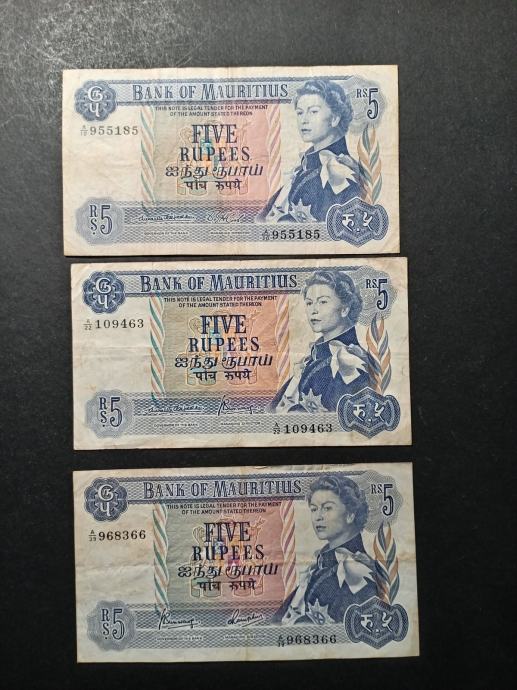 BANK OF MAURITIUS
RS 5
THIS NOTE IS LEGAL TENDER FOR THE PAYMENT
OF THE AMOUNT STATED THEREON
955185
FIVE
RUPEES
ஐந்து ரூபாய்
पांच रुपये
RS. 5
955185
रु. ५
BANK OF MAURITIUS
RS 5
THIS NOTE IS LEGAL TENDER FOR THE PAYMENT
OF THE AMOUNT STATED THEREON
109463
FIVE
RUPEES
ஐந்து ரூபாய்
पांच रुपये
RS. 5
109463
रु. ५
BANK OF MAURITIUS
RS 5
THIS NOTE IS LEGAL TENDER FOR THE PAYMENT
OF THE AMOUNT STATED THEREON
A/39 968366
FIVE
RUPEES
ஐந்து ரூபாய்
पांच रुपये
RS. 5
A/39 968366
रु. ५